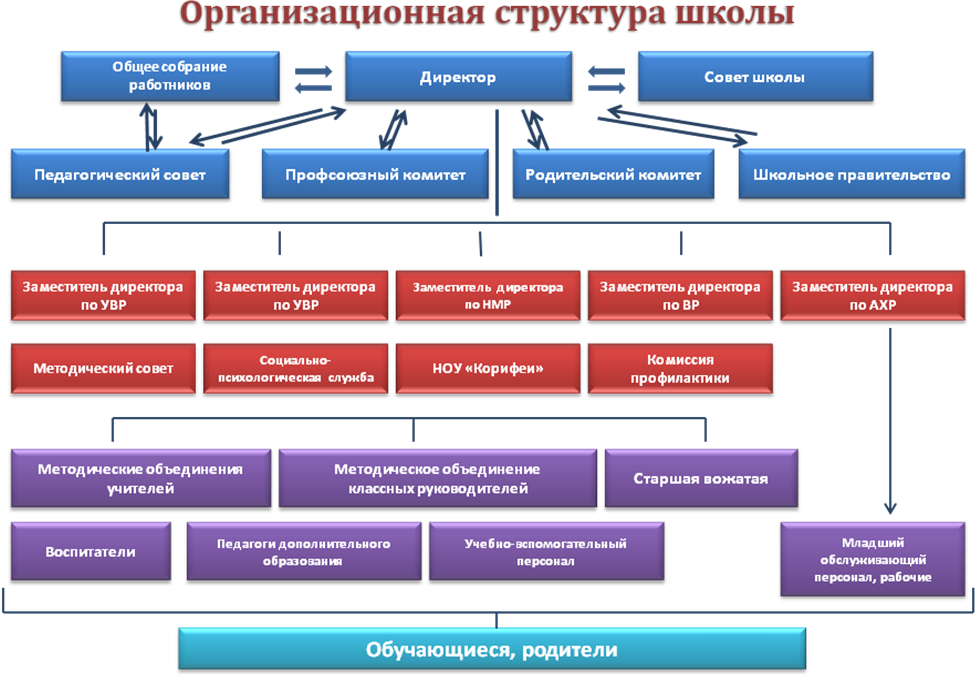 Организационная структура школы
Общее собрание
работников
Директор
Совет школы
Педагогический совет
Профсоюзный комитет
Родительский комитет
Школьное правительство
Заместитель директора
по УВР
Заместитель директора
по УВР
Заместитель директора
по НМР
Заместитель директора
по ВР
Заместитель директора
по АХР
Методический совет
Социально-
психологическая служба
НОУ «Корифеи»
Комиссия
профилактики
Методические объединения
учителей
Методическое объединение
классных руководителей
Старшая вожатая
Воспитатели
Педагоги дополнительного
образования
Учебно-вспомогательный
персонал
Младший
обслуживающий
персонал, рабочие
Обучающиеся, родители